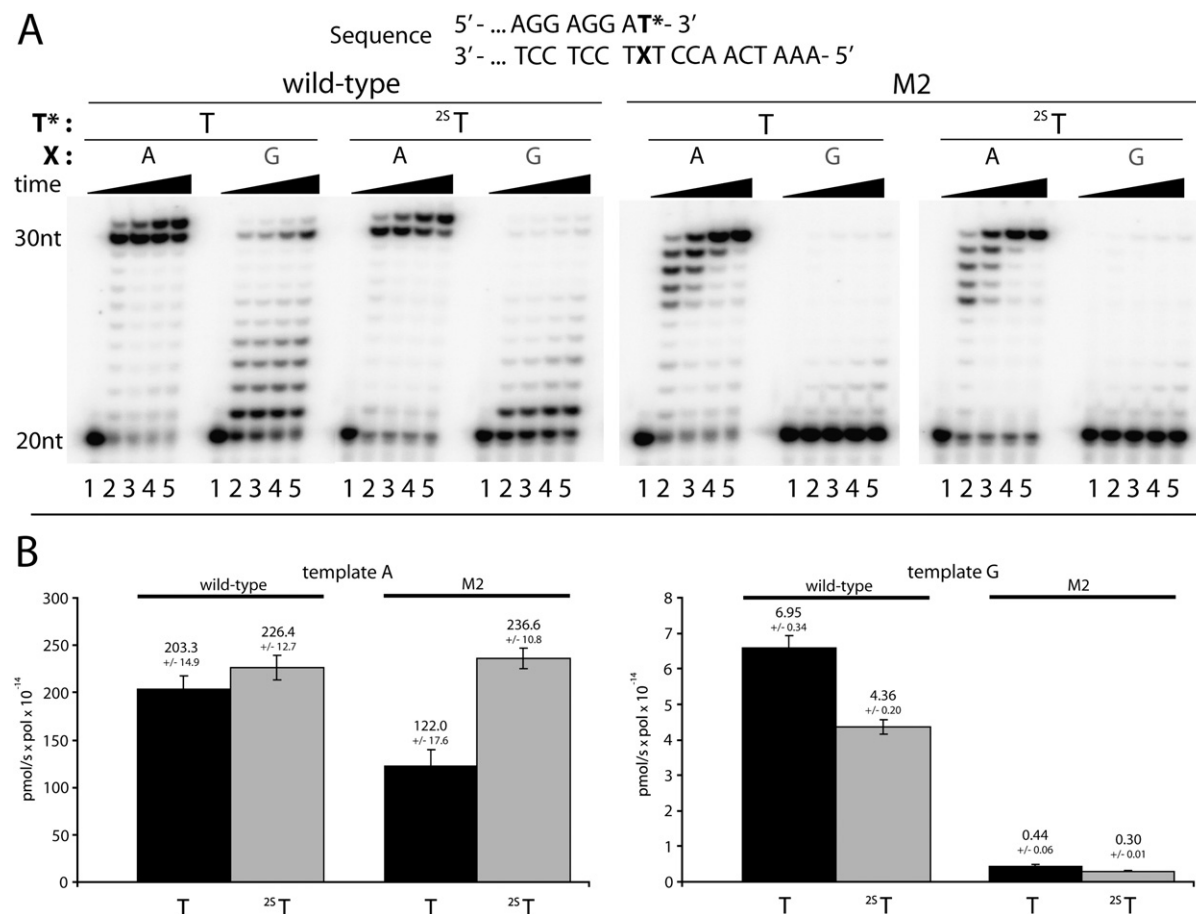 A
Sequence
5’- ... AGG AGG AT*- 3’
3’- ... TCC TCC TXT CCA ACT AAA- 5’
wild-type M2
T* : T 2ST T 2ST
X : A G A G A G A G
time
30nt
20nt
1 2 3 4 5 1 2 3 4 5 1 2 3 4 5 1 2 3 4 5 1 2 3 4 5 1 2 3 4 5 1 2 3 4 5 1 2 3 4 5
B
template A
wild-type M2
pmol/s x pol x 10-14
300
250
200
150
100
50
0
203.3
+/- 14.9
226.4
+/- 12.7
122.0
+/- 17.6
236.6
+/- 10.8
T 2ST T 2ST
template G
wild-type M2
pmol/s x pol x 10-14
8
7
6
5
4
3
2
1
0
6.95
+/- 0.34
4.36
+/- 0.20
0.44
+/- 0.06
0.30
+/- 0.01
T 2ST T 2ST